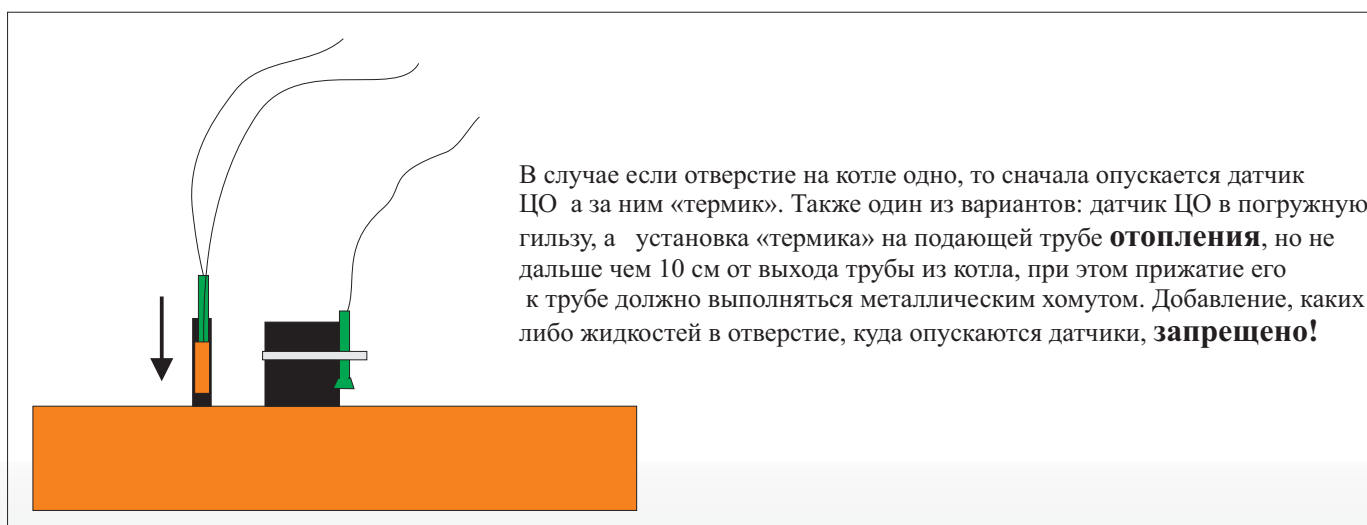 В случае если отверстие на котле одно, то сначала опускается датчик
ЦО а за ним «термик». Также один из вариантов: датчик ЦО в погружную
гильзу, а установка «термика» на подающей трубе отопления, но не
дальше чем 10 см от выхода трубы из котла, при этом прижатие его
к трубе должно выполняться металлическим хомутом. Добавление, каких
либо жидкостей в отверстие, куда опускаются датчики, запрещено!